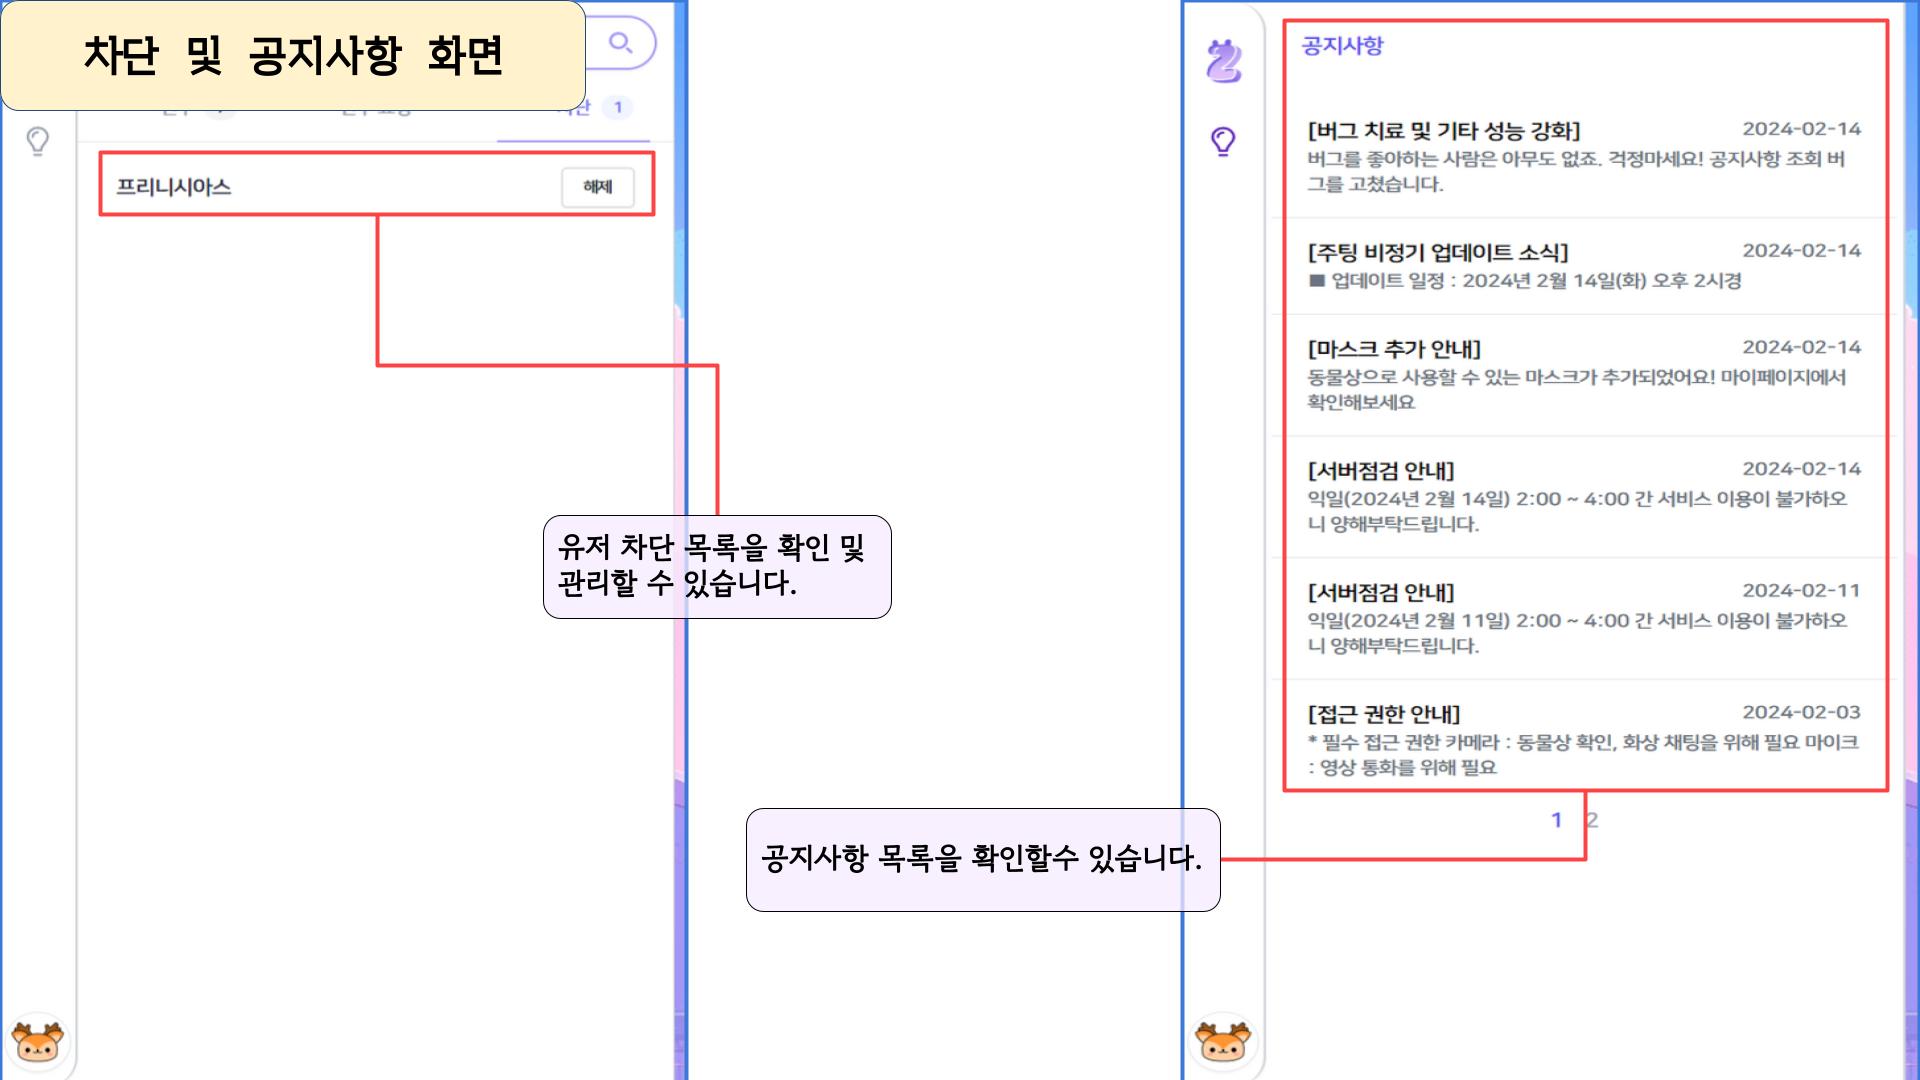 차단 및 공지사항 화면
1
프리니시아스
해제
유저 차단 목록을 확인 및
관리할 수 있습니다.
공지사항
[버그 치료 및 기타 성능 강화]
2024-02-14
버그를 좋아하는 사람은 아무도 없죠. 걱정마세요! 공지사항 조회 버
그를 고쳤습니다.
[주팅 비정기 업데이트 소식]
2024-02-14
■ 업데이트 일정 : 2024년 2월 14일(화) 오후 2시경
[마스크 추가 안내]
2024-02-14
동물상으로 사용할 수 있는 마스크가 추가되었어요! 마이페이지에서
확인해보세요
[서버점검 안내]
2024-02-14
익일(2024년 2월 14일) 2:00 ~ 4:00 간 서비스 이용이 불가하오
니 양해부탁드립니다.
[서버점검 안내]
2024-02-11
익일(2024년 2월 11일) 2:00 ~ 4:00 간 서비스 이용이 불가하오
니 양해부탁드립니다.
[접근 권한 안내]
2024-02-03
* 필수 접근 권한 카메라 : 동물상 확인, 화상 채팅을 위해 필요 마이크
: 영상 통화를 위해 필요
1 2
공지사항 목록을 확인할수 있습니다.